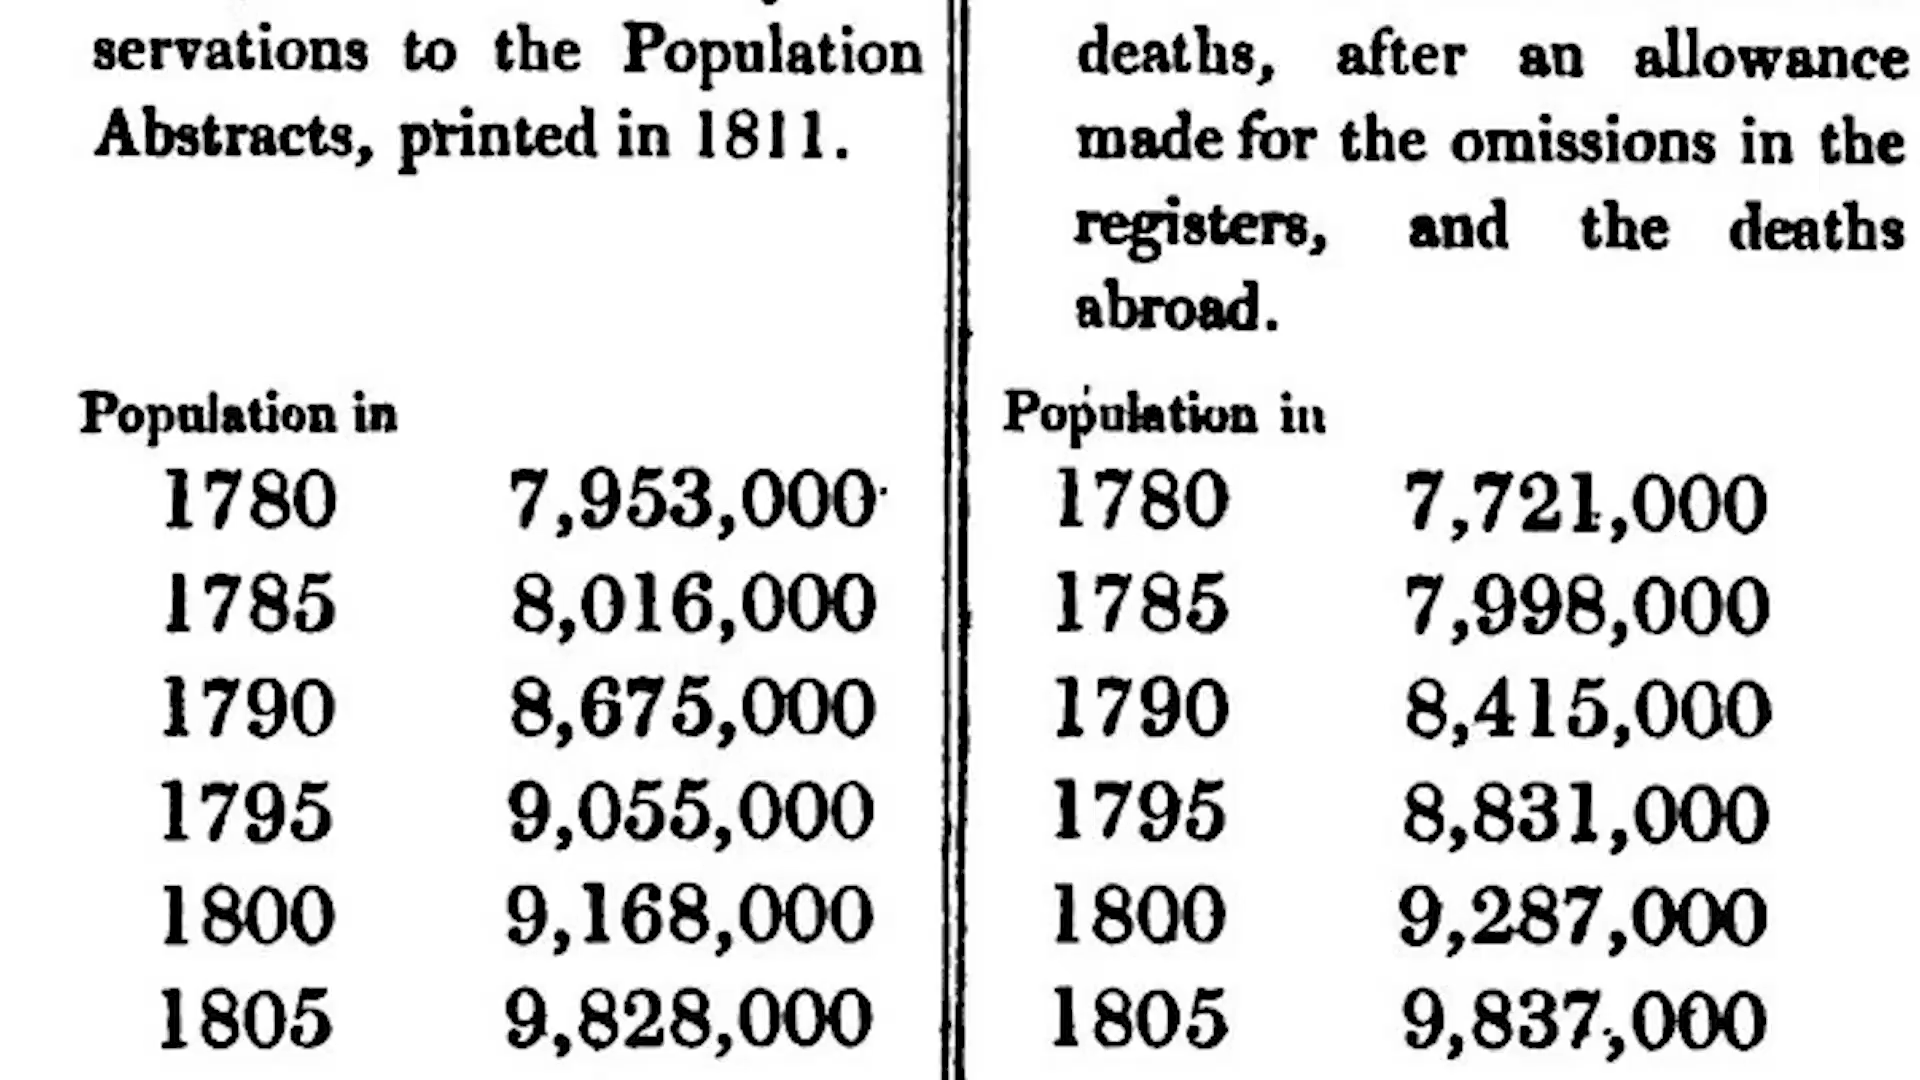 servations to the Population
Abstracts, printed in 1811.
Population in
1780 7,953,000
1785 8,016,000
1790 8,675,000
1795 9,055,000
1800 9,168,000
1805 9,828,000
deaths, after an allowance
made for the omissions in the
registers, and the deaths
abroad.
Population in
1780 7,721,000
1785 7,998,000
1790 8,415,000
1795 8,831,000
1800 9,287,000
1805 9,837,000